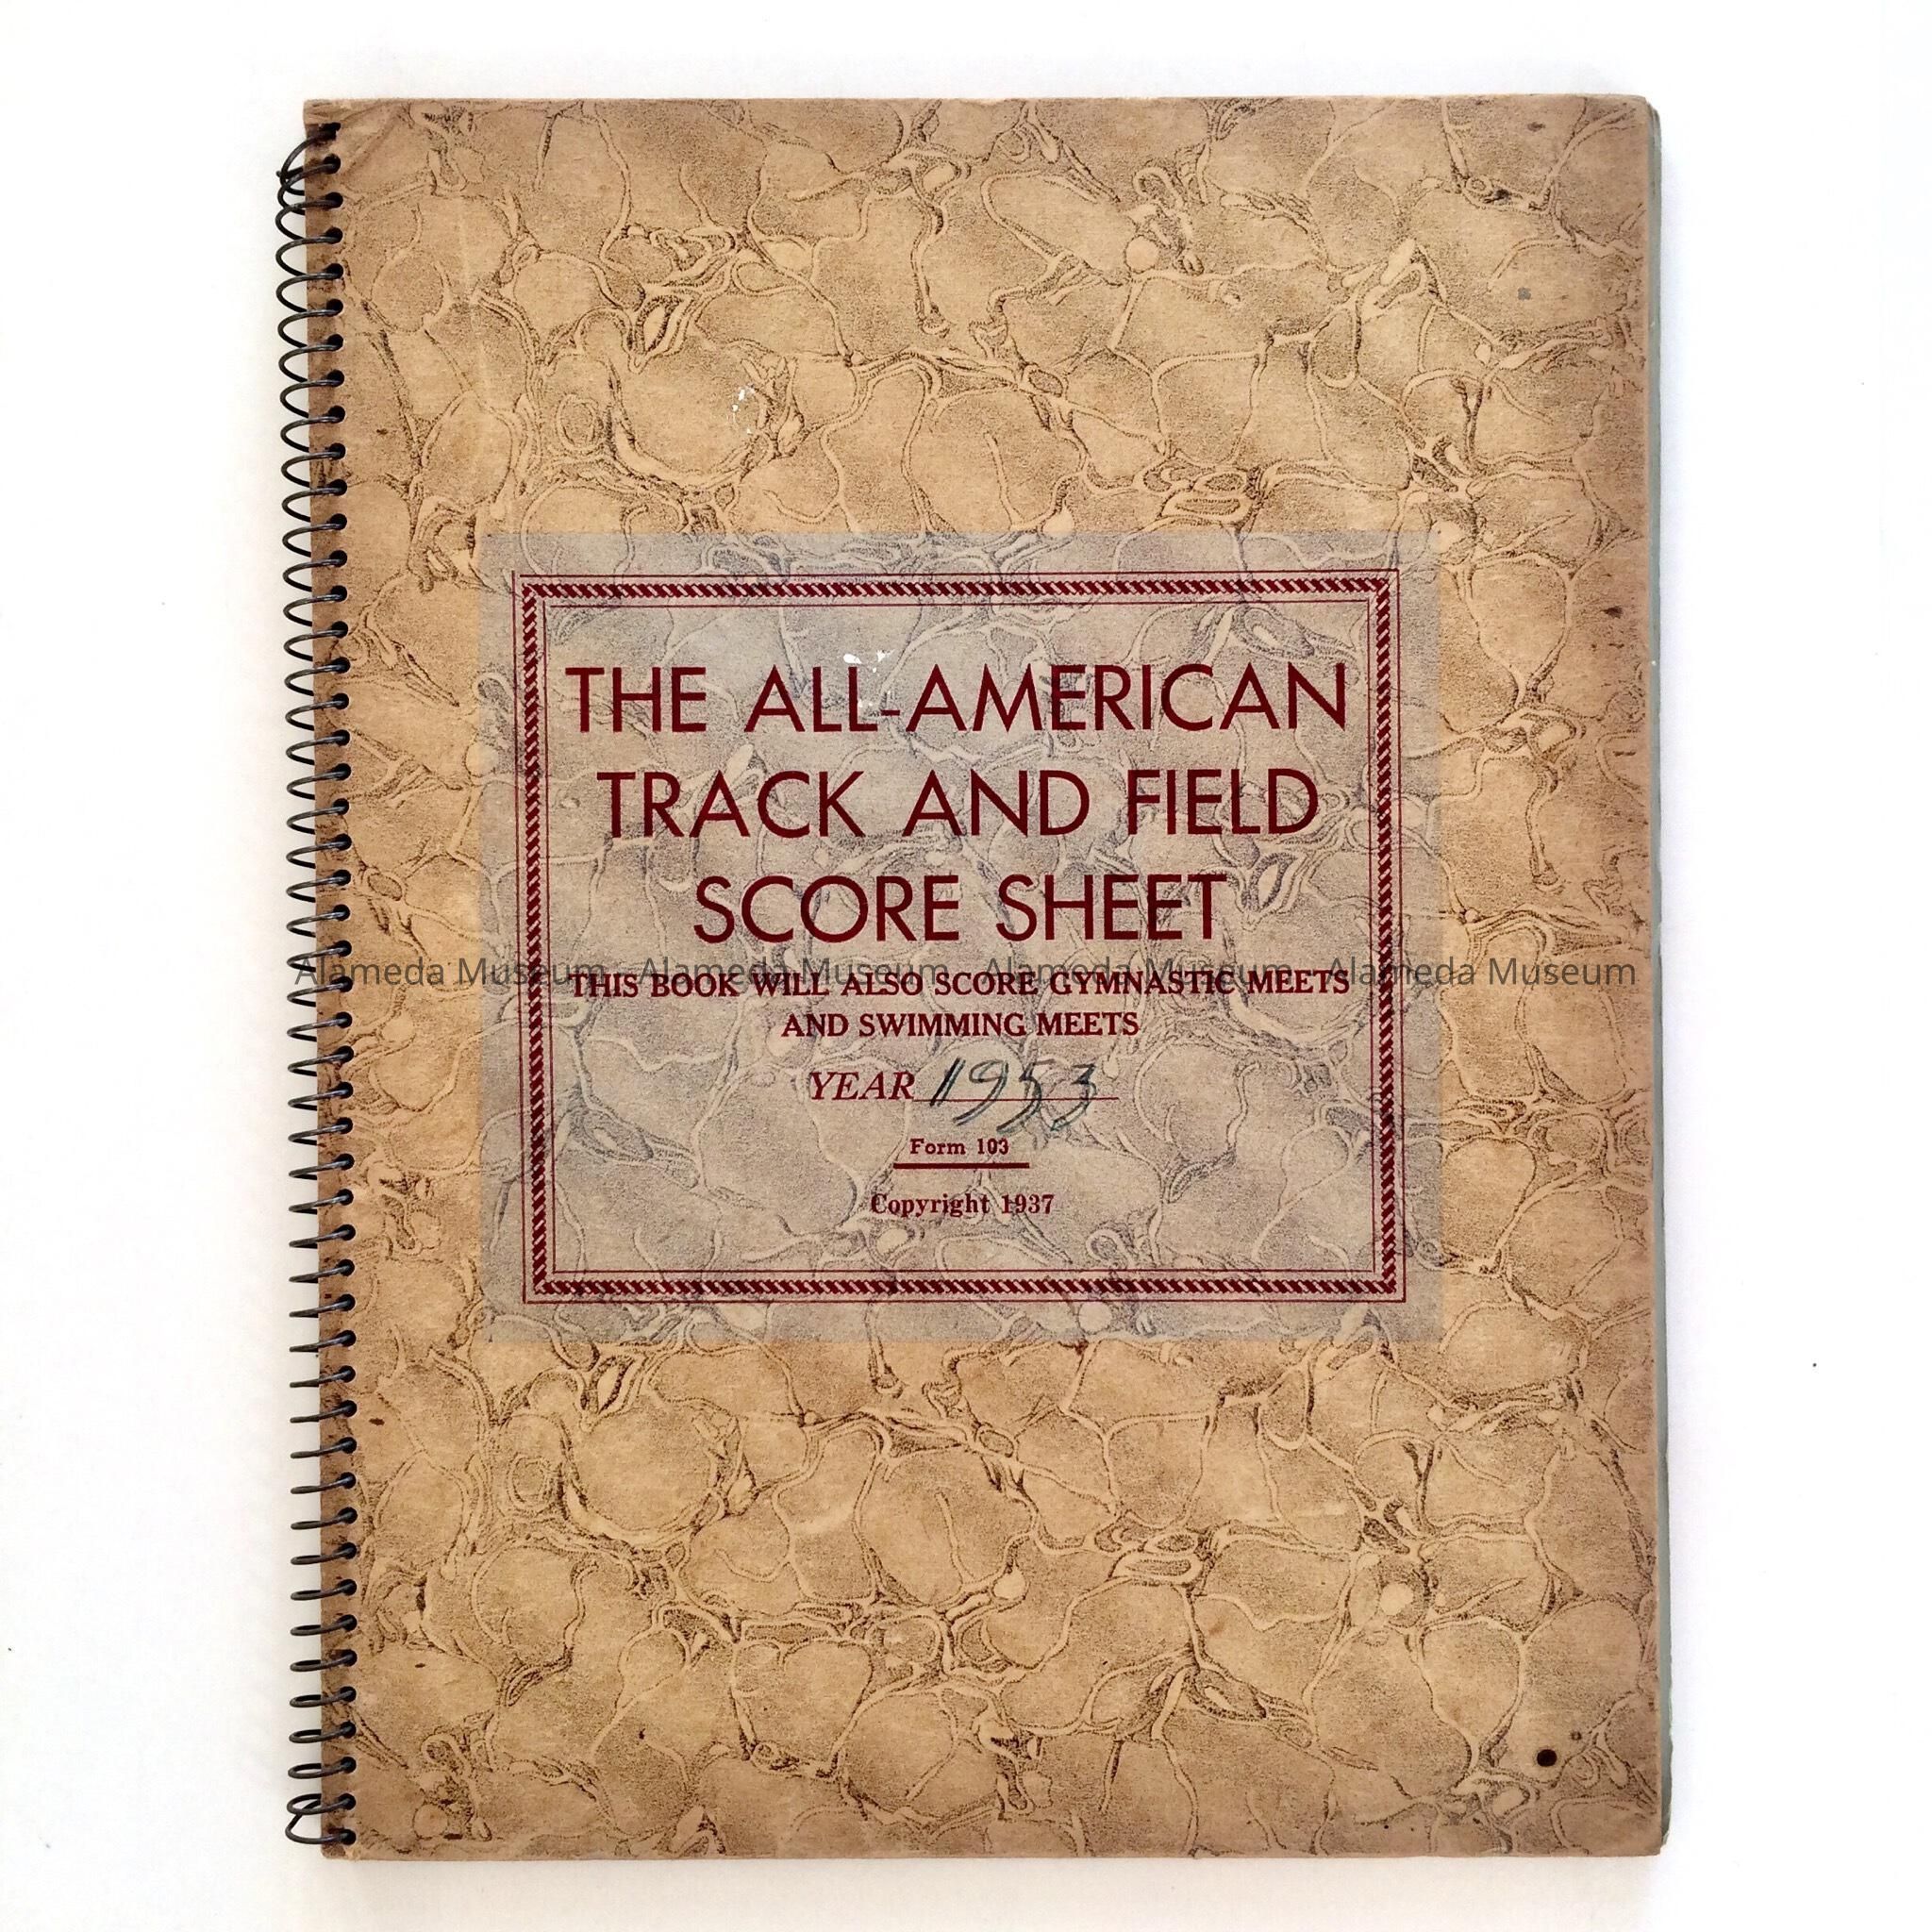 THE ALL-AMERICAN
TRACK AND FIELD
SCORE SHEET
Alameda Museum - Alameda Museum - Alameda Museum - Alameda Museum
THIS BOOK WILL ALSO SCORE GYMNASTIC MEETS
AND SWIMMING MEETS
YEAR 1953
Form 103
Copyright 1937